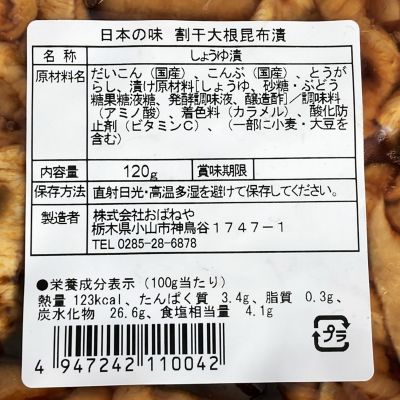 日本の味 割干大根昆布漬
名称 しょうゆ漬
原材料名 だいこん（国産）、こんぶ（国産）、とうが
らし、漬け原材料[しょうゆ、砂糖・ぶどう
糖果糖液糖、発酵調味液、醸造酢]／調味料
（アミノ酸）、着色料（カラメル）、酸化防
止剤（ビタミンC）、（一部に小麦・大豆を
含む）
内容量 120g 賞味期限
保存方法 直射日光・高温多湿を避けて保存してください。
製造者 株式会社おばねや
栃木県小山市神鳥谷1747－1
TEL 0285-28-6878
●栄養成分表示（100g当たり）
熱量 123kcal、たんぱく質 3.4g、脂質 0.3g、
炭水化物 26.6g、食塩相当量 4.1g
プラ
4 947242 110042